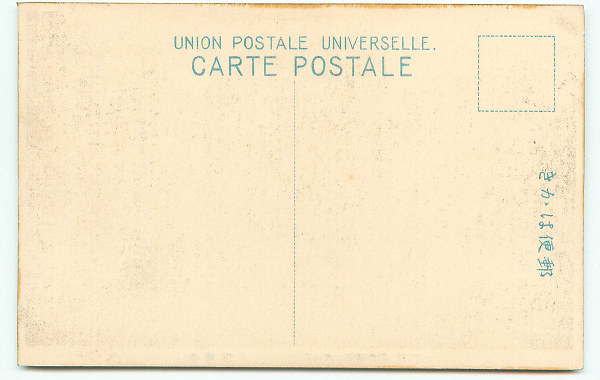 UNION POSTALE UNIVERSELLE.
CARTE POSTALE
きかは便郵